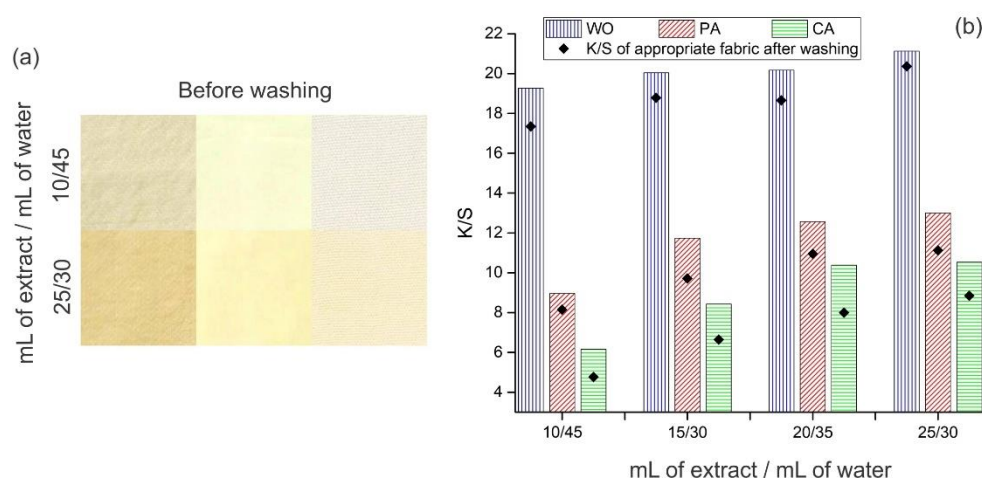 (a)
Before washing
mL of extract / mL of water
10/45
25/30
(b)
WO PA CA
K/S of appropriate fabric after washing
K/S
22
20
18
16
14
12
10
8
6
4
10/45 15/30 20/35 25/30
mL of extract / mL of water